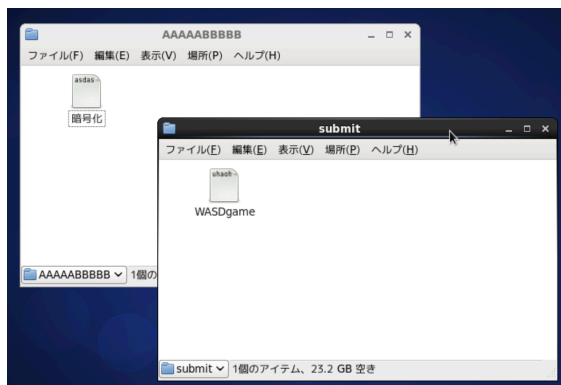 AAAAABBBBB
ファイル(F) 編集(E) 表示(V) 場所(P) ヘルプ(H)
asdas
暗号化
AAAAABBBBB 1個の
submit
ファイル(F) 編集(E) 表示(V) 場所(P) ヘルプ(H)
uhaoh
WASDgame
submit 1個のアイテム、23.2 GB 空き